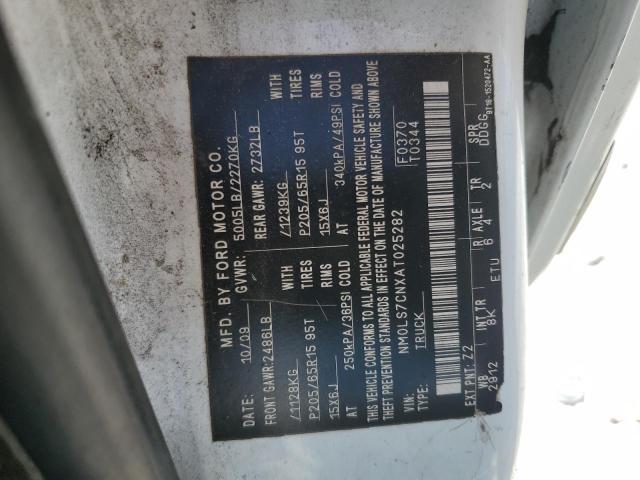 MFD. BY FORD MOTOR CO.
DATE: 10/09 GVWR: 5005LB/2270KG
FRONT GAWR:2486LB REAR GAWR: 2732LB
/1128KG /1239KG
P205/65R15 95T TIRES P205/65R15 95T TIRES
15X6J RIMS 15X6J RIMS
AT 250kPA/36PSI COLD AT 340kPA/49PSI COLD
THIS VEHICLE CONFORMS TO ALL APPLICABLE FEDERAL MOTOR VEHICLE SAFETY AND
THEFT PREVENTION STANDARDS IN EFFECT ON THE DATE OF MANUFACTURE SHOWN ABOVE
VIN: NM0LS7CNXAT025282 F0370
TYPE: TRUCK T0344
EXT PNT: Z2
WB INT TR ETU R AXLE TR SPR
2912 8K 6 4 2 DDGG
9T16-1520472-AA